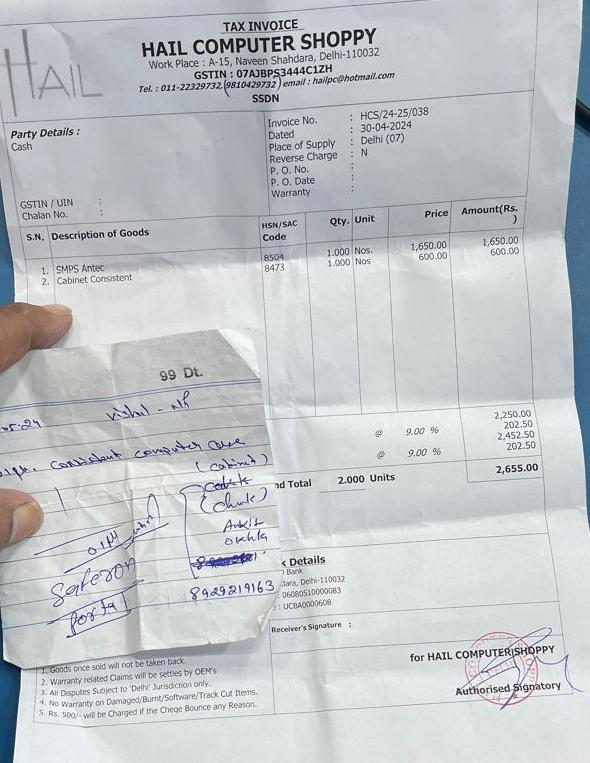 HAIL
TAX INVOICE
HAIL COMPUTER SHOPPY
Work Place : A-15, Naveen Shahdara, Delhi-110032
GSTIN : 07AJBPS3444C1ZH
Tel. : 011-22329732,(9810429732) email : hailpc@hotmail.com
SSDN
Party Details :
Cash
GSTIN / UIN :
Chalan No. :
Invoice No. : HCS/24-25/038
Dated : 30-04-2024
Place of Supply : Delhi (07)
Reverse Charge : N
P. O. No. :
P. O. Date :
Warranty :
S.N. Description of Goods HSN/SAC Code Qty. Unit Price Amount(Rs.)
1. SMPS Antec 8504 1.000 Nos. 1,650.00 1,650.00
2. Cabinet Consistent 8473 1.000 Nos 600.00 600.00
2,250.00
@ 9.00 % 202.50
2,452.50
@ 9.00 % 202.50
nd Total 2.000 Units 2,655.00
99 Dt.
computer case
(cabinet)
(chuk)
Ankit
okhla
8929219163
k Details
Bank
dara, Delhi-110032
06080510000083
: UCBA0000608
Receiver's Signature :
1. Goods once sold will not be taken back.
2. Warranty related Claims will be settles by OEM's
3. All Disputes Subject to 'Delhi' Jurisdiction only.
4. No Warranty on Damaged/Burnt/Software/Track Cut Items.
5. Rs. 500/- will be Charged if the Cheqe Bounce any Reason.
for HAIL COMPUTER SHOPPY
Authorised Signatory